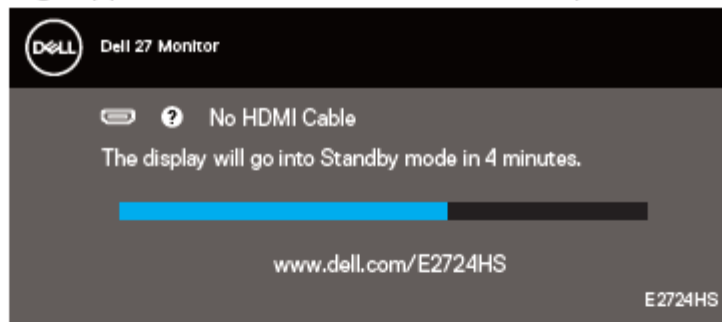 DELL
Dell 27 Monitor
? No HDMI Cable
The display will go into Standby mode in 4 minutes.
www.dell.com/E2724HS
E2724HS